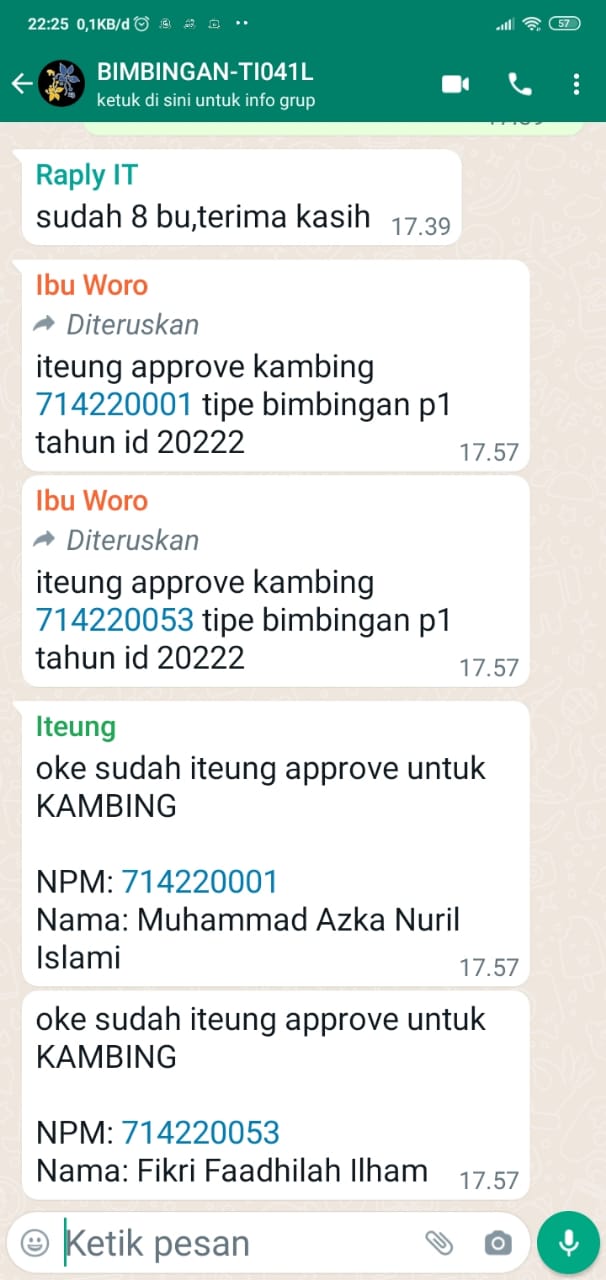 22:25 0,1KB/d
57
BIMBINGAN-TI041L
ketuk di sini untuk info grup
Raply IT
sudah 8 bu,terima kasih 17.39
Ibu Woro
Diteruskan
iteung approve kambing
714220001 tipe bimbingan p1
tahun id 20222 17.57
Ibu Woro
Diteruskan
iteung approve kambing
714220053 tipe bimbingan p1
tahun id 20222 17.57
Iteung
oke sudah iteung approve untuk
KAMBING
NPM: 714220001
Nama: Muhammad Azka Nuril
Islami 17.57
oke sudah iteung approve untuk
KAMBING
NPM: 714220053
Nama: Fikri Faadhilah Ilham 17.57
Ketik pesan